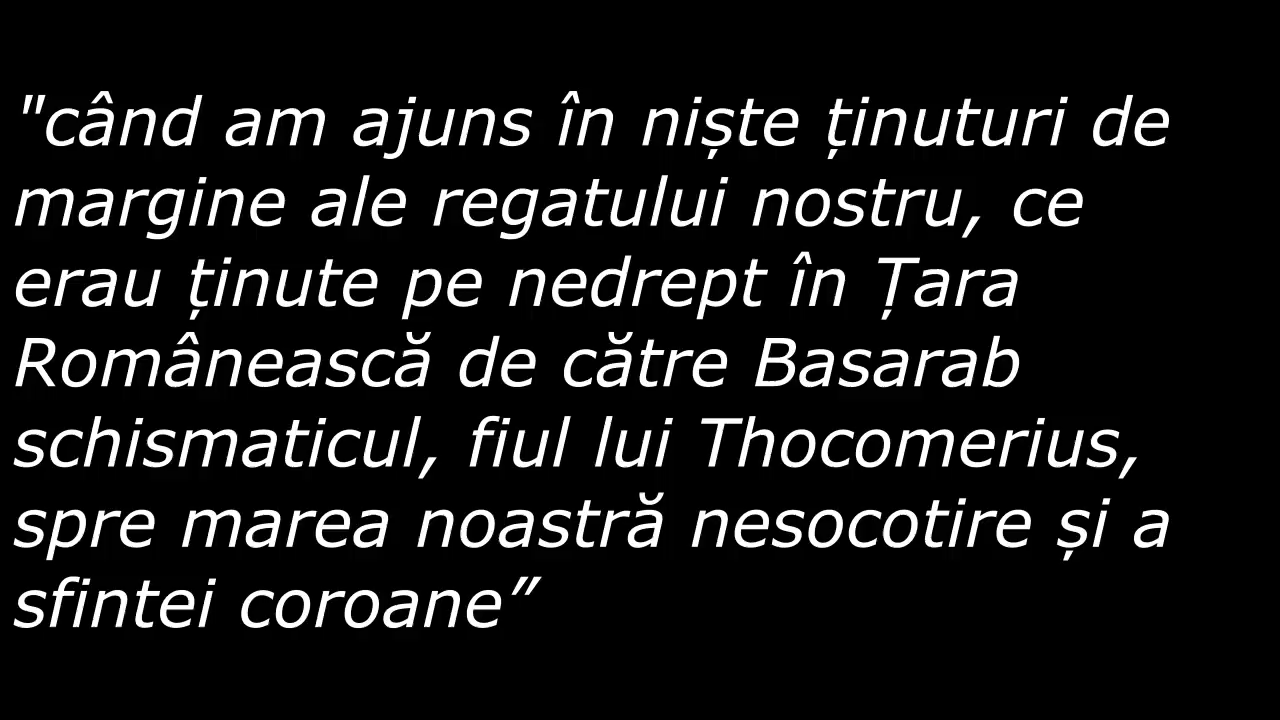 "când am ajuns în niște ținuturi de
margine ale regatului nostru, ce
erau ținute pe nedrept în Țara
Românească de către Basarab
schismaticul, fiul lui Thocomerius,
spre marea noastră nesocotire și a
sfintei coroane”